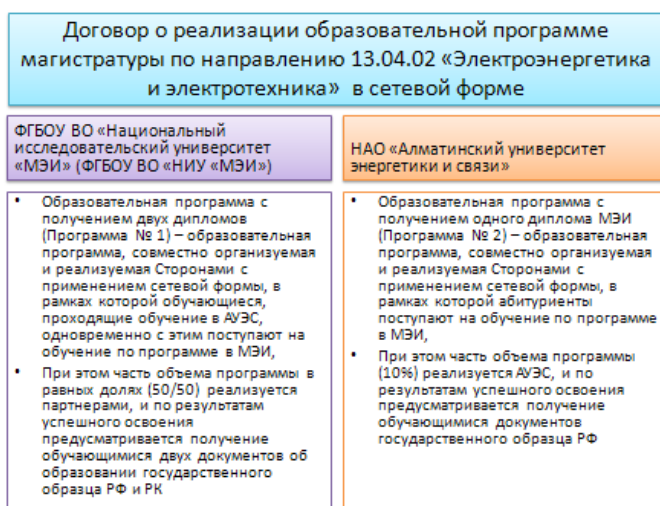 Договор о реализации образовательной программе
магистратуры по направлению 13.04.02 «Электроэнергетика
и электротехника» в сетевой форме
ФГБОУ ВО «Национальный
исследовательский университет
«МЭИ» (ФГБОУ ВО «НИУ «МЭИ»)
• Образовательная программа с
получением двух дипломов
(Программа № 1) – образовательная
программа, совместно организуемая
и реализуемая Сторонами с
применением сетевой формы, в
рамках которой обучающиеся,
проходящие обучение в АУЭС,
одновременно с этим поступают на
обучение по программе в МЭИ,
• При этом часть объема программы в
равных долях (50/50) реализуется
партнерами, и по результатам
успешного освоения
предусматривается получение
обучающимися двух документов об
образовании государственного
образца РФ и РК
НАО «Алматинский университет
энергетики и связи»
• Образовательная программа с
получением одного диплома МЭИ
(Программа № 2) – образовательная
программа, совместно организуемая
и реализуемая Сторонами с
применением сетевой формы, в
рамках которой абитуриенты
поступают на обучение по программе
в МЭИ,
• При этом часть объема программы
(10%) реализуется АУЭС, и по
результатам успешного освоения
предусматривается получение
обучающимися документов
государственного образца РФ